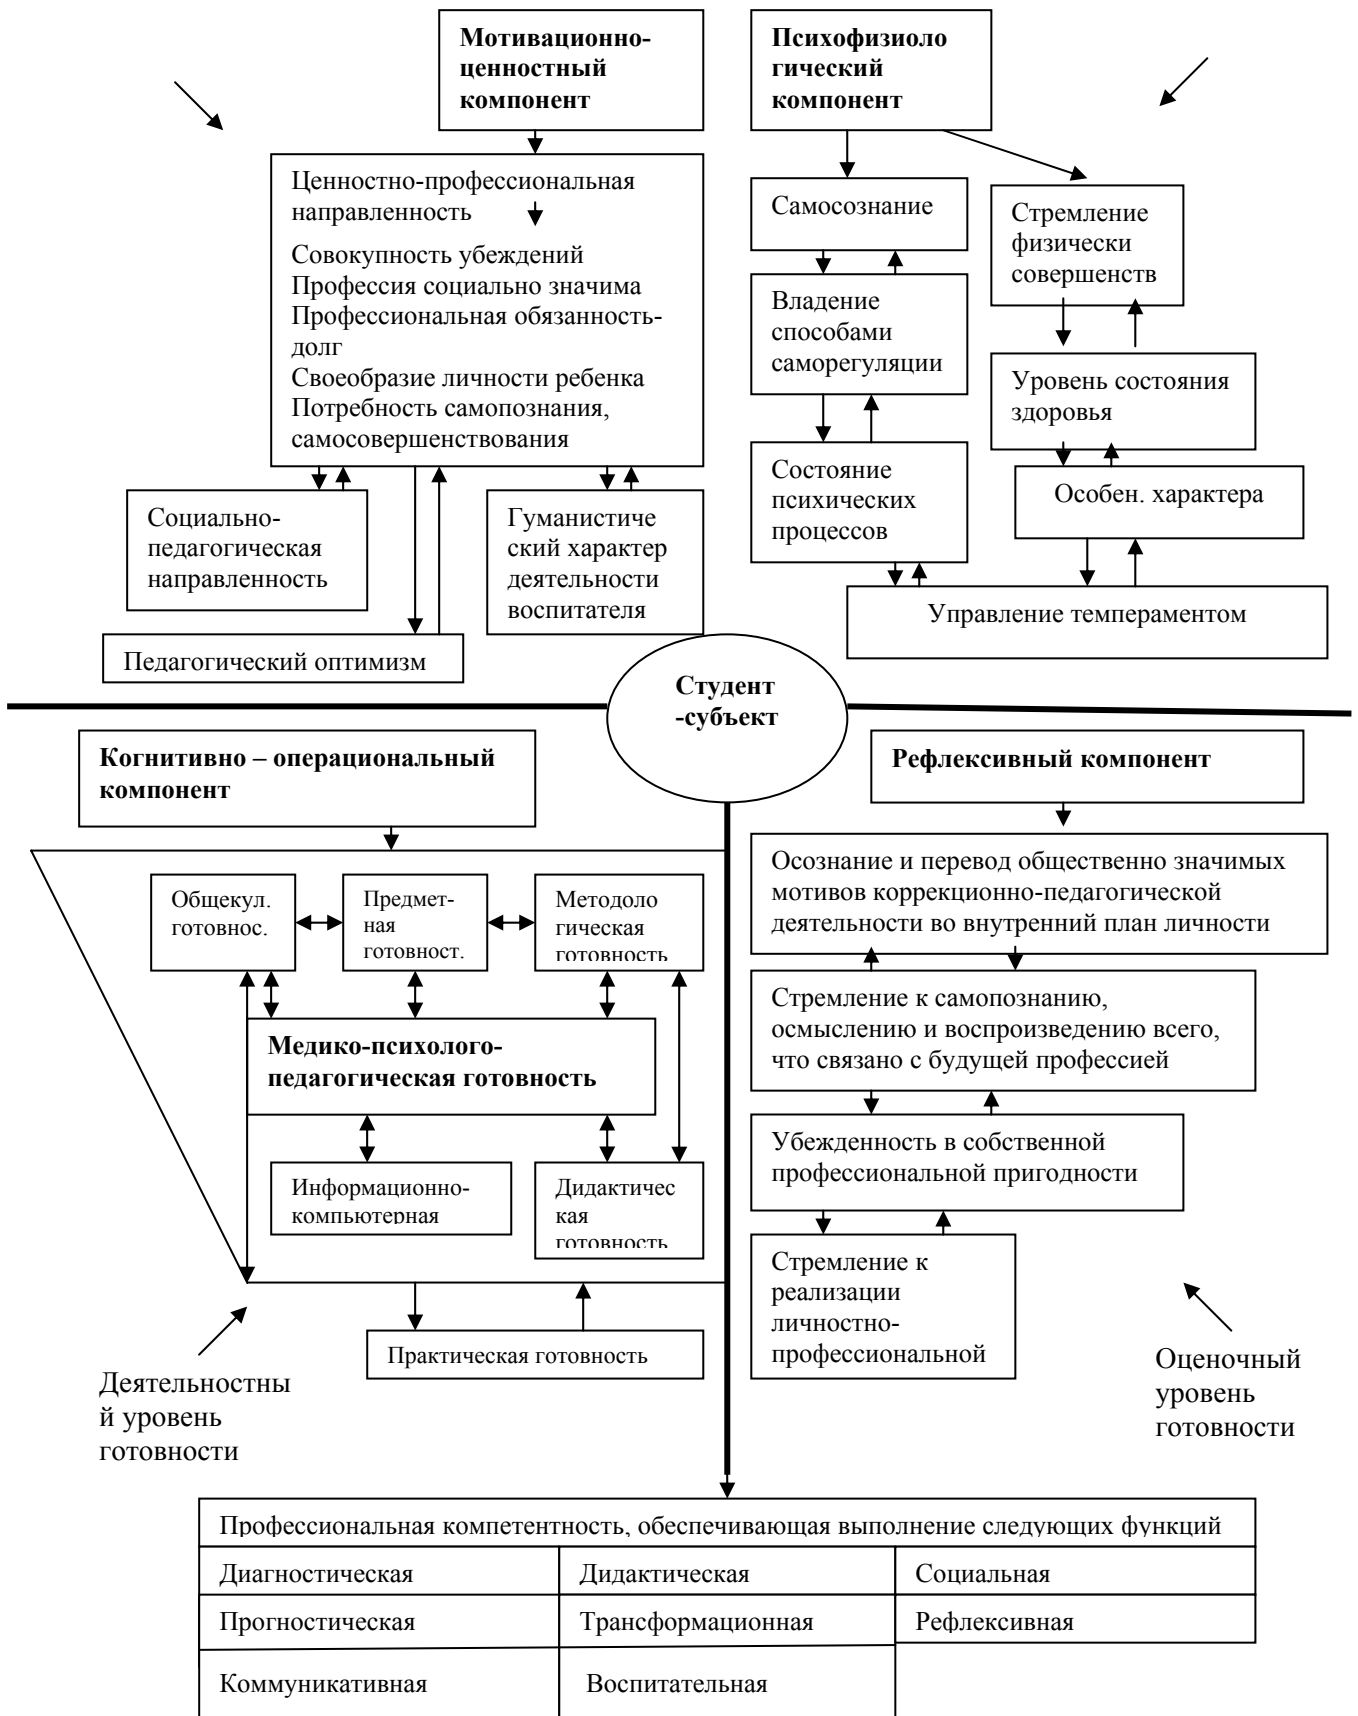 Мотивационно-
ценностный
компонент
Психофизиоло
гический
компонент
Ценностно-профессиональная
направленность
Совокупность убеждений
Профессия социально значима
Профессиональная обязанность-
долг
Своеобразие личности ребенка
Потребность самопознания,
самосовершенствования
Самосознание
Стремление
физически
совершенств
Владение
способами
саморегуляции
Уровень состояния
здоровья
Состояние
психических
процессов
Особен. характера
Социально-
педагогическая
направленность
Гуманистиче
ский характер
деятельности
воспитателя
Управление темпераментом
Педагогический оптимизм
Студент
-субъект
Когнитивно – операциональный
компонент
Рефлексивный компонент
Общекул.
готовнос.
Предмет-
ная
готовност.
Методоло
гическая
готовность
Медико-психолого-
педагогическая готовность
Информационно-
компьютерная
Дидактичес
кая
готовность
Практическая готовность
Деятельностны
й уровень
готовности
Осознание и перевод общественно значимых
мотивов коррекционно-педагогической
деятельности во внутренний план личности
Стремление к самопознанию,
осмыслению и воспроизведению всего,
что связано с будущей профессией
Убежденность в собственной
профессиональной пригодности
Стремление к
реализации
личностно-
профессиональной
Оценочный
уровень
готовности
Профессиональная компетентность, обеспечивающая выполнение следующих функций
Диагностическая
Дидактическая
Социальная
Прогностическая
Трансформационная
Рефлексивная
Коммуникативная
Воспитательная